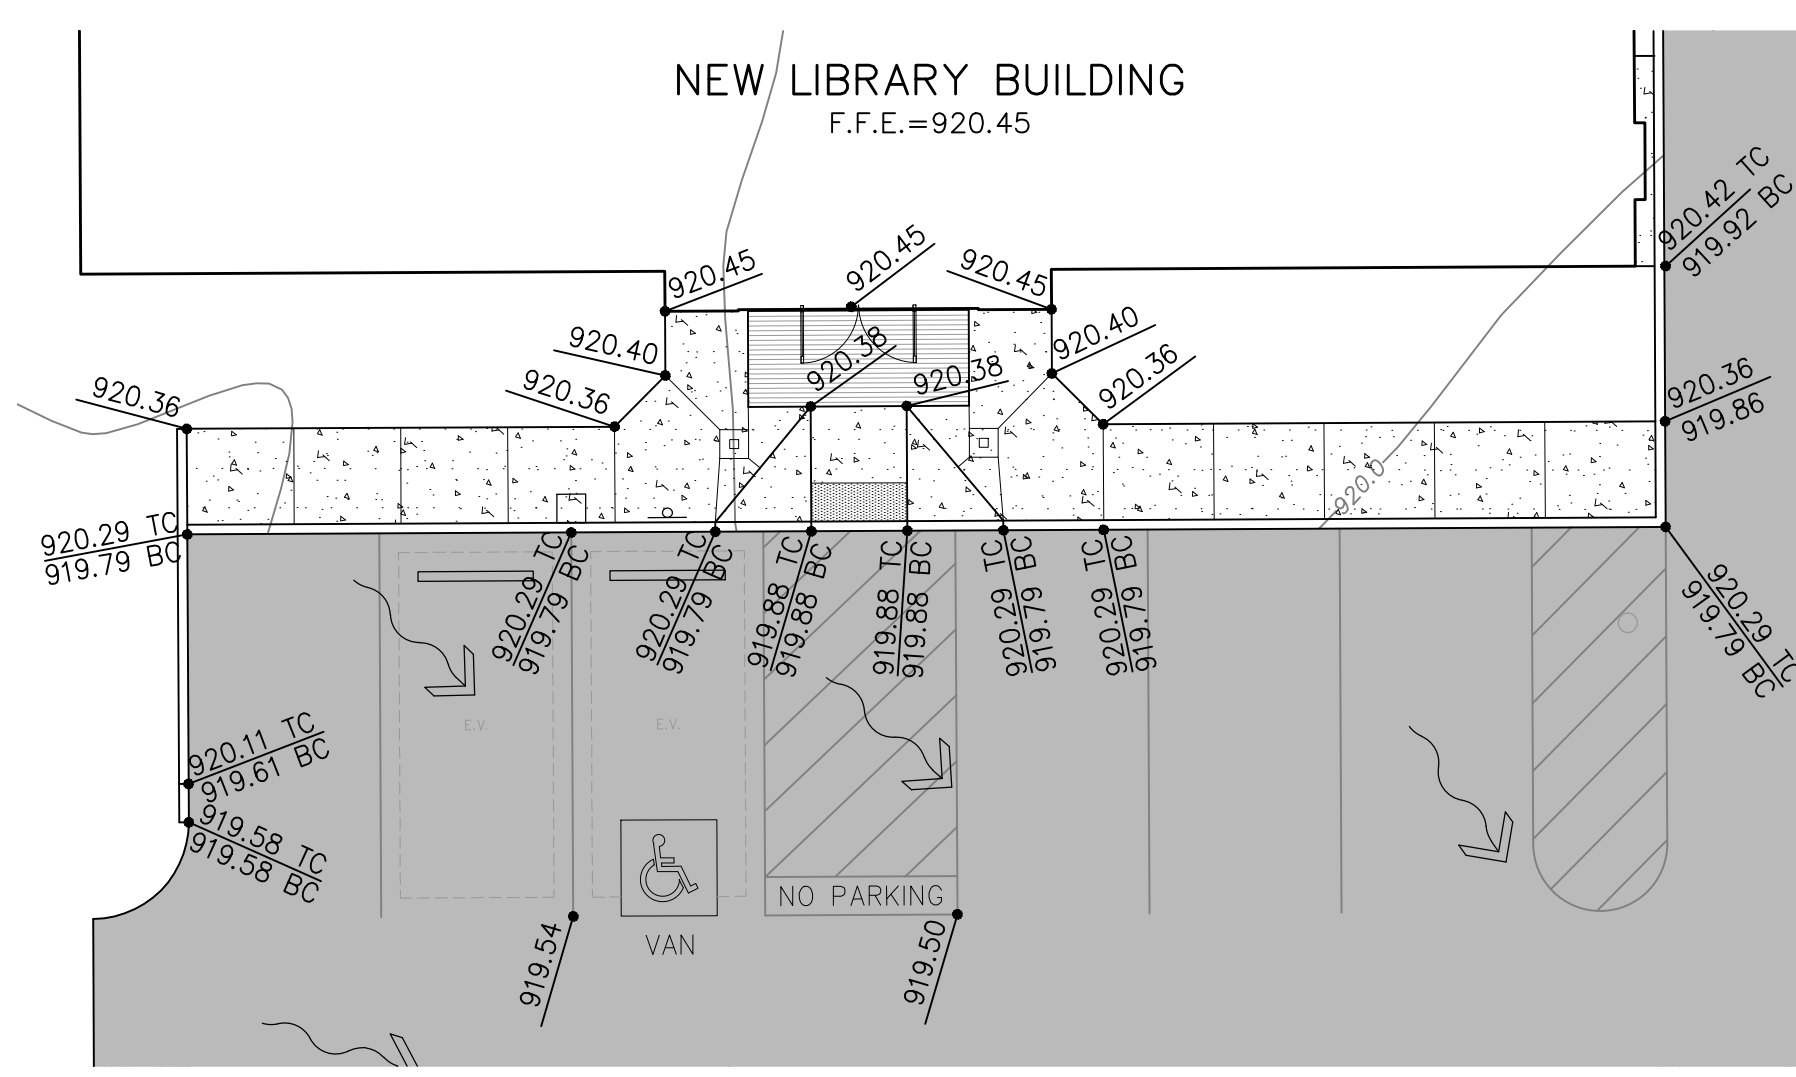 NEW LIBRARY BUILDING
F.F.E.=920.45
920.42 TC
919.92 BC
920.45
920.45
920.45
920.40
920.38
920.38
920.40
920.36
920.36
920.36
920.36
919.86
920.0
920.29 TC
919.79 BC
920.29 TC
919.79 BC
920.29 TC
919.79 BC
919.88 TC
919.88 BC
919.88 TC
919.88 BC
920.29 TC
919.79 BC
920.29 TC
919.79 BC
920.29 TC
919.79 BC
E.V.
E.V.
920.11 TC
919.61 BC
919.58 TC
919.58 BC
NO PARKING
VAN
919.54
919.50